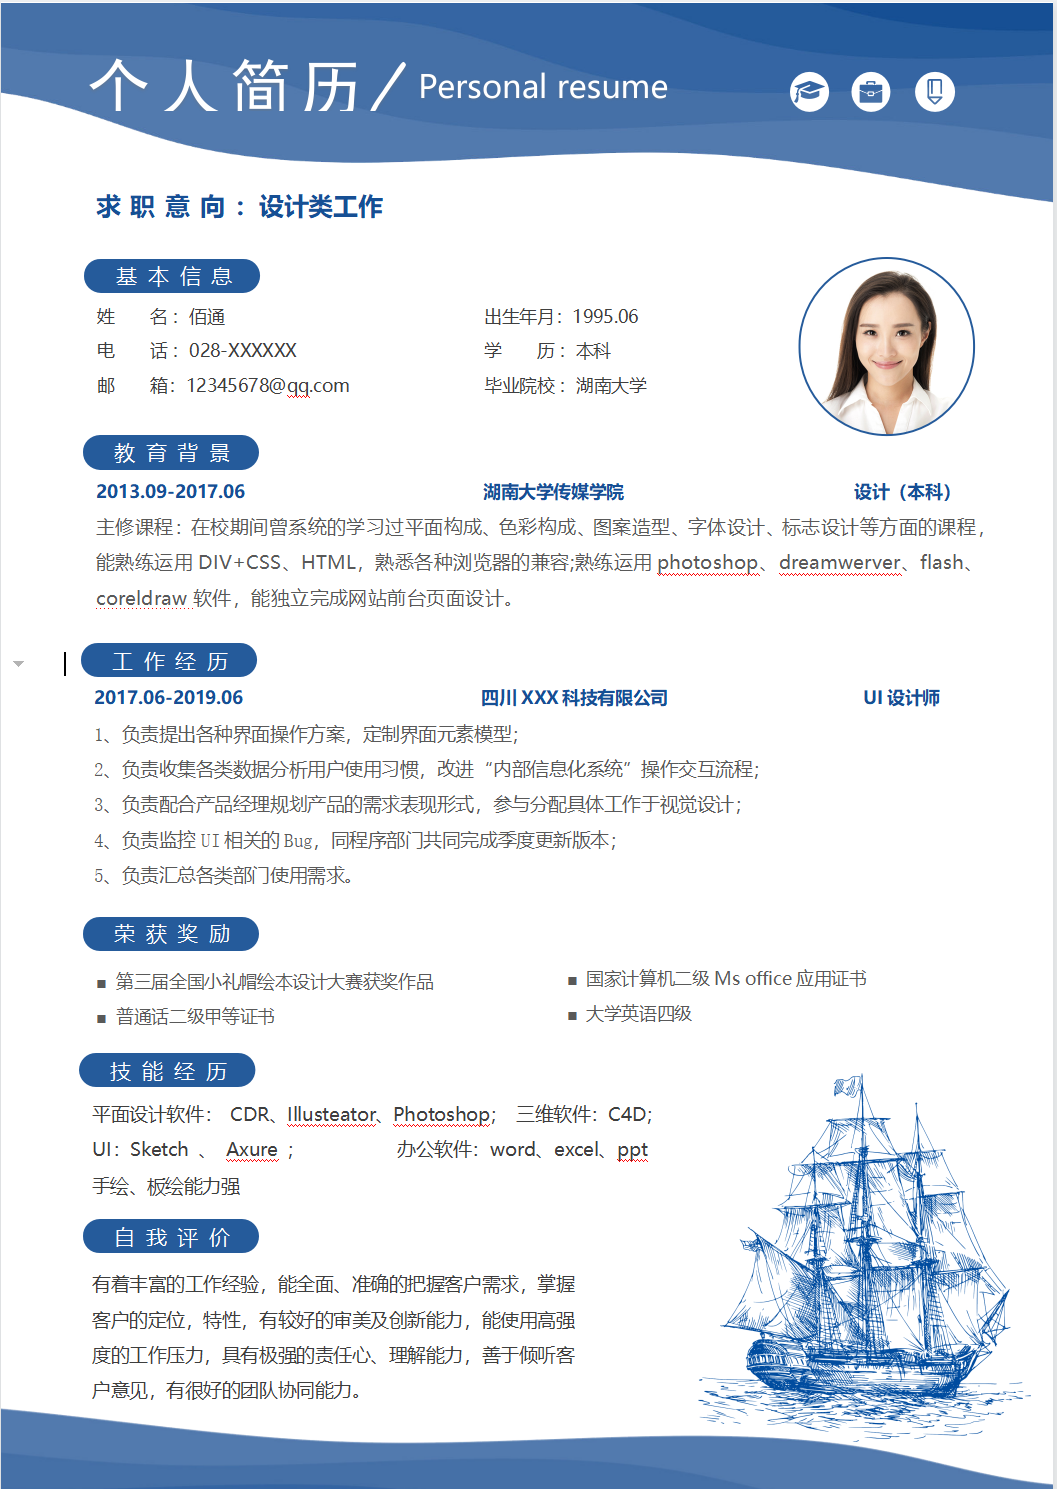 个人简历/ Personal resume
求职意向：设计类工作
基本信息
姓 名：佰通 出生年月：1995.06
电 话：028-XXXXXX 学 历：本科
邮 箱：12345678@qq.com 毕业院校：湖南大学
教育背景
2013.09-2017.06 湖南大学传媒学院 设计（本科）
主修课程：在校期间曾系统的学习过平面构成、色彩构成、图案造型、字体设计、标志设计等方面的课程，
能熟练运用 DIV+CSS、HTML，熟悉各种浏览器的兼容;熟练运用 photoshop、dreamwerver、flash、
coreldraw 软件，能独立完成网站前台页面设计。
工作经历
2017.06-2019.06 四川 XXX 科技有限公司 UI 设计师
1、负责提出各种界面操作方案，定制界面元素模型；
2、负责收集各类数据分析用户使用习惯，改进“内部信息化系统”操作交互流程；
3、负责配合产品经理规划产品的需求表现形式，参与分配具体工作于视觉设计；
4、负责监控 UI 相关的 Bug，同程序部门共同完成季度更新版本；
5、负责汇总各类部门使用需求。
荣获奖励
■ 第三届全国小礼帽绘本设计大赛获奖作品 ■ 国家计算机二级 Ms office 应用证书
■ 普通话二级甲等证书 ■ 大学英语四级
技能经历
平面设计软件： CDR、Illusteator、Photoshop； 三维软件：C4D；
UI：Sketch 、 Axure ； 办公软件：word、excel、ppt
手绘、板绘能力强
自我评价
有着丰富的工作经验，能全面、准确的把握客户需求，掌握
客户的定位，特性，有较好的审美及创新能力，能使用高强
度的工作压力，具有极强的责任心、理解能力，善于倾听客
户意见，有很好的团队协同能力。